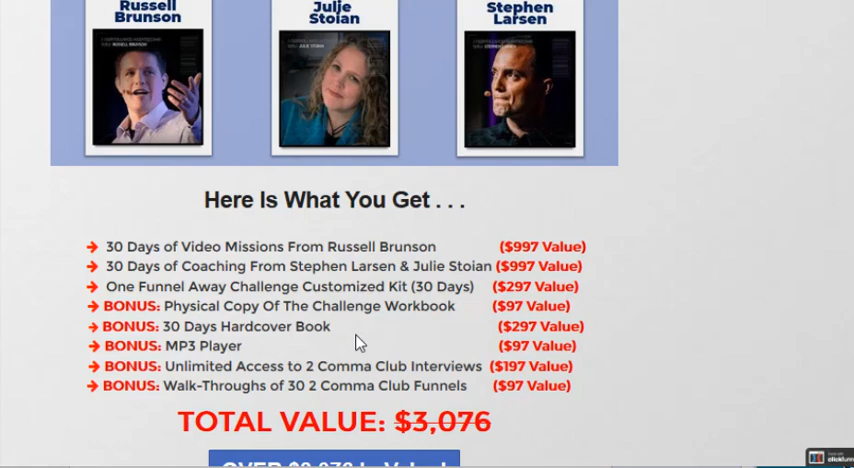 Russell
Brunson
Julie
Stoian
Stephen
Larsen
Here Is What You Get . . .
➔ 30 Days of Video Missions From Russell Brunson ($997 Value)
➔ 30 Days of Coaching From Stephen Larsen & Julie Stoian ($997 Value)
➔ One Funnel Away Challenge Customized Kit (30 Days) ($297 Value)
➔ BONUS: Physical Copy Of The Challenge Workbook ($97 Value)
➔ BONUS: 30 Days Hardcover Book ($297 Value)
➔ BONUS: MP3 Player ($97 Value)
➔ BONUS: Unlimited Access to 2 Comma Club Interviews ($197 Value)
➔ BONUS: Walk-Throughs of 30 2 Comma Club Funnels ($97 Value)
TOTAL VALUE: $3,076